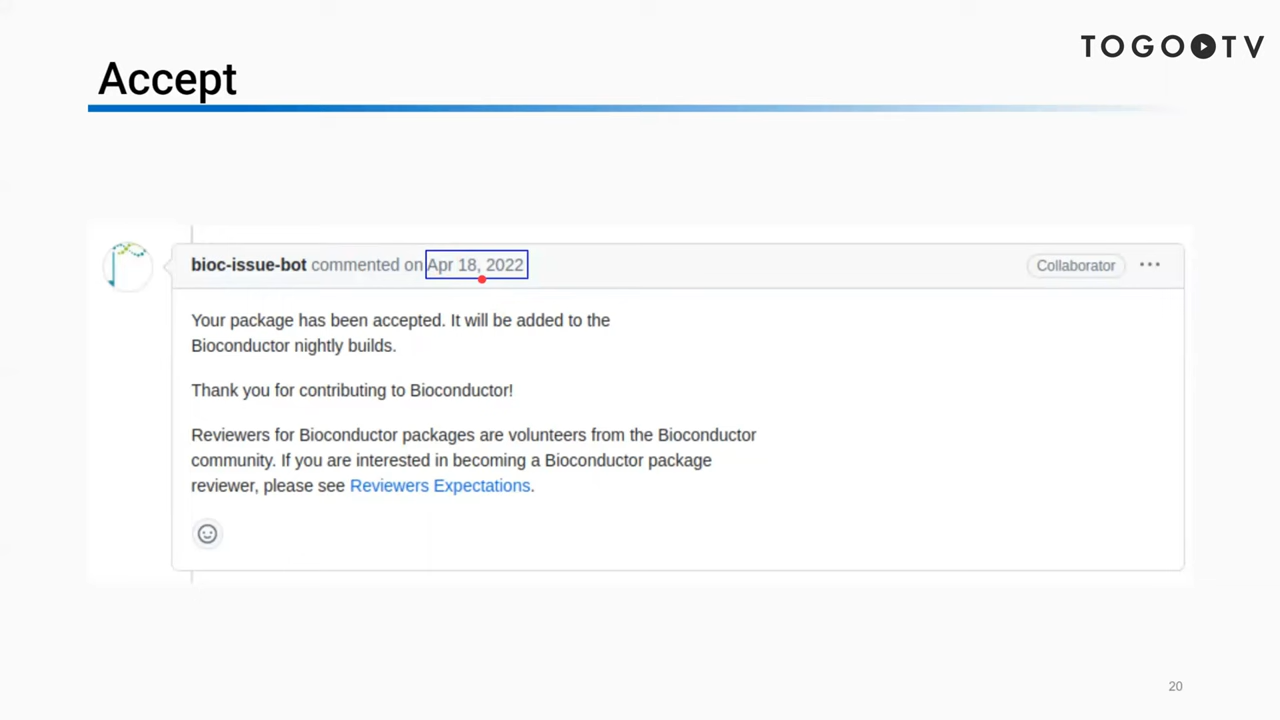 TOGO TV
Accept
bioc-issue-bot commented on Apr 18, 2022
Collaborator
Your package has been accepted. It will be added to the
Bioconductor nightly builds.
Thank you for contributing to Bioconductor!
Reviewers for Bioconductor packages are volunteers from the Bioconductor
community. If you are interested in becoming a Bioconductor package
reviewer, please see Reviewers Expectations.
20